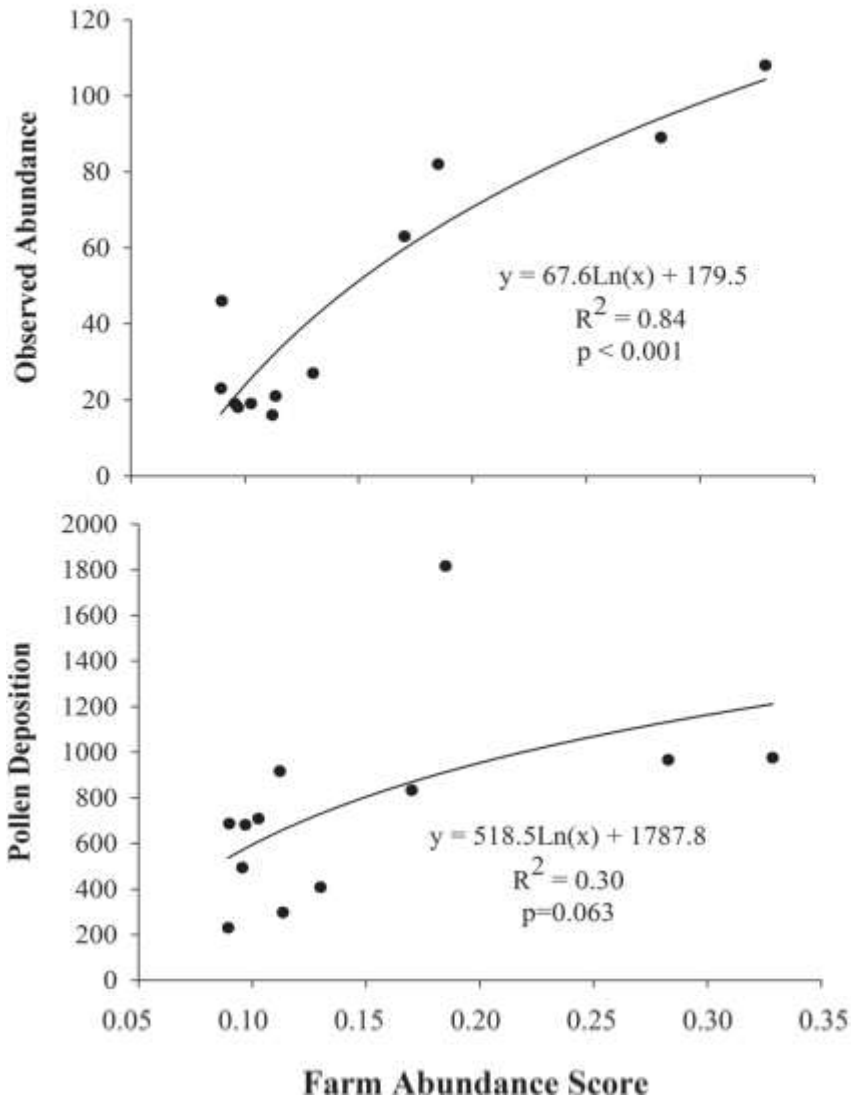 Observed Abundance
120
100
80
60
40
20
0
y = 67.6Ln(x) + 179.5
R² = 0.84
p < 0.001
Pollen Deposition
2000
1800
1600
1400
1200
1000
800
600
400
200
0
y = 518.5Ln(x) + 1787.8
R² = 0.30
p=0.063
0.05 0.10 0.15 0.20 0.25 0.30 0.35
Farm Abundance Score